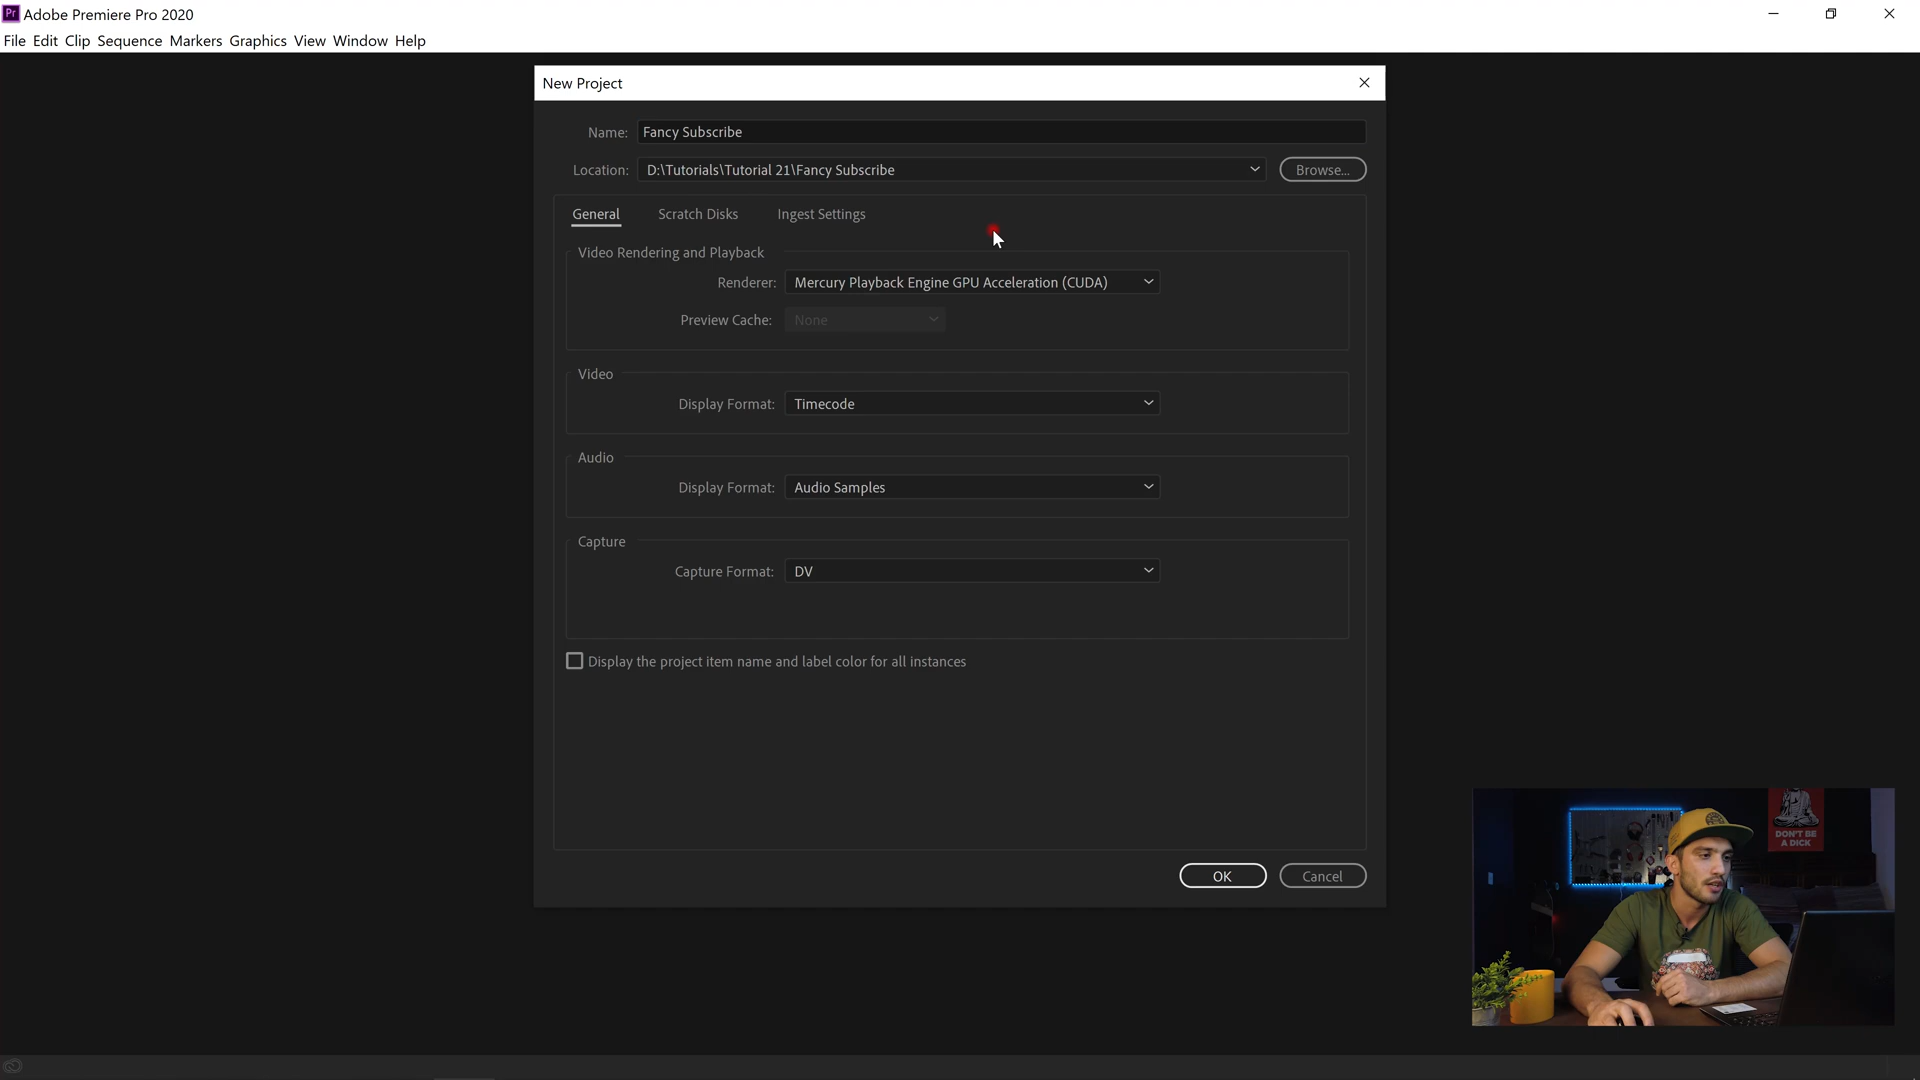 Pr Adobe Premiere Pro 2020
File Edit Clip Sequence Markers Graphics View Window Help
New Project
Name: Fancy Subscribe
Location: D:\Tutorials\Tutorial 21\Fancy Subscribe Browse...
General Scratch Disks Ingest Settings
Video Rendering and Playback
Renderer: Mercury Playback Engine GPU Acceleration (CUDA)
Preview Cache: None
Video
Display Format: Timecode
Audio
Display Format: Audio Samples
Capture
Capture Format: DV
Display the project item name and label color for all instances
OK Cancel
DON'T BE
A DICK